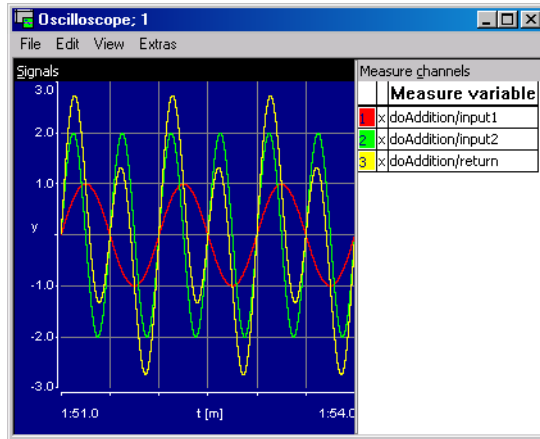 Oscilloscope; 1
File Edit View Extras
Signals
Measure channels
Measure variable
1 x doAddition/input1
2 x doAddition/input2
3 x doAddition/return
3.0
2.0
1.0
y
0.0
-1.0
-2.0
-3.0
1:51.0 t [m] 1:54.0